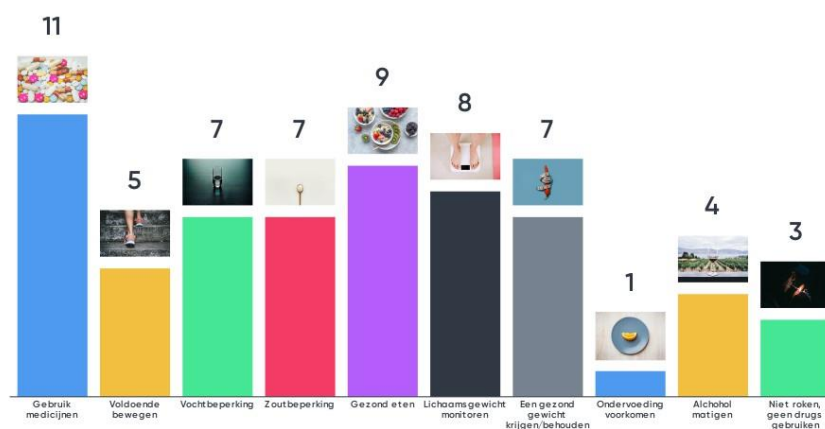 11
5
7
7
9
8
7
1
4
3
Gebruik
medicijnen
Voldoende
bewegen
Vochtbeperking
Zoutbeperking
Gezond eten
Lichaamsgewicht
monitoren
Een gezond
gewicht
krijgen/behouden
Ondervoeding
voorkomen
Alcohol
matigen
Niet roken,
geen drugs
gebruiken